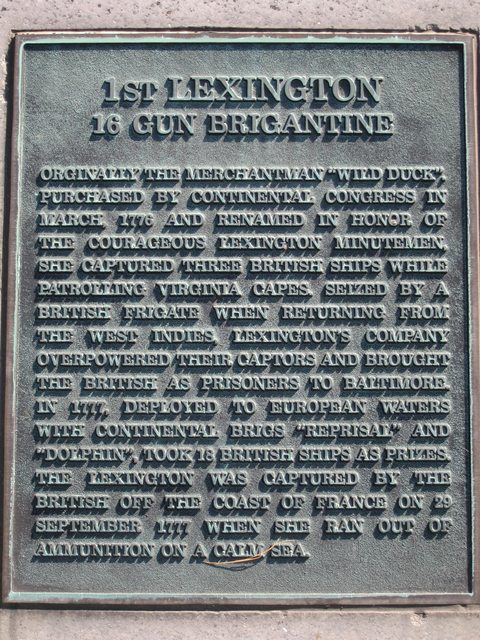 1ST LEXINGTON
16 GUN BRIGANTINE
ORGINALLY THE MERCHANTMAN "WILD DUCK",
PURCHASED BY CONTINENTAL CONGRESS IN
MARCH, 1776 AND RENAMED IN HONOR OF
THE COURAGEOUS LEXINGTON MINUTEMEN,
SHE CAPTURED THREE BRITISH SHIPS WHILE
PATROLLING VIRGINIA CAPES. SEIZED BY A
BRITISH FRIGATE WHEN RETURNING FROM
THE WEST INDIES, LEXINGTON'S COMPANY
OVERPOWERED THEIR CAPTORS AND BROUGHT
THE BRITISH AS PRISONERS TO BALTIMORE.
IN 1777, DEPLOYED TO EUROPEAN WATERS
WITH CONTINENTAL BRIGS "REPRISAL" AND
"DOLPHIN", TOOK 18 BRITISH SHIPS AS PRIZES.
THE LEXINGTON WAS CAPTURED BY THE
BRITISH OFF THE COAST OF FRANCE ON 29
SEPTEMBER 1777 WHEN SHE RAN OUT OF
AMMUNITION ON A CALM SEA.